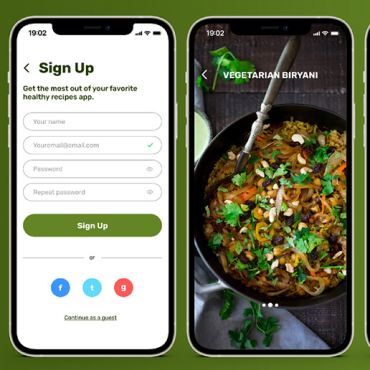 19:02
Sign Up
Get the most out of your favorite
healthy recipes app.
Your name
Youremail@email.com
Password
Repeat password
Sign Up
or
f
t
g
Continue as a guest
19:02
VEGETARIAN BIRYANI